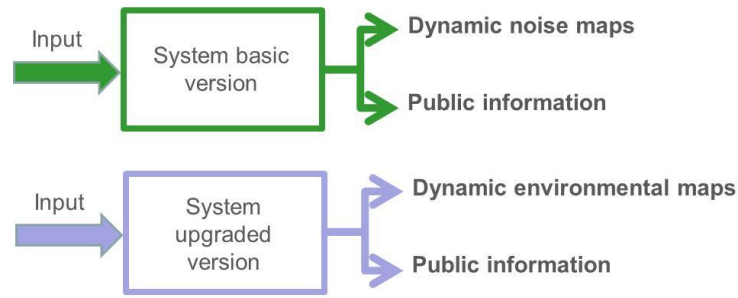 Input
System basic
version
Dynamic noise maps
Public information
Input
System
upgraded
version
Dynamic environmental maps
Public information